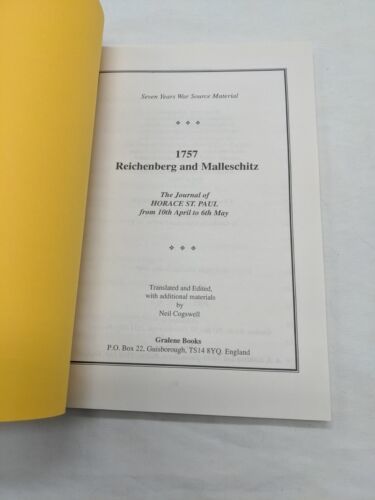 Seven Years War Source Material
1757
Reichenberg and Malleschitz
The Journal of
HORACE ST. PAUL
from 10th April to 6th May
Translated and Edited,
with additional materials
by
Neil Cogswell
Gralene Books
P.O. Box 22, Guisborough, TS14 8YQ. England